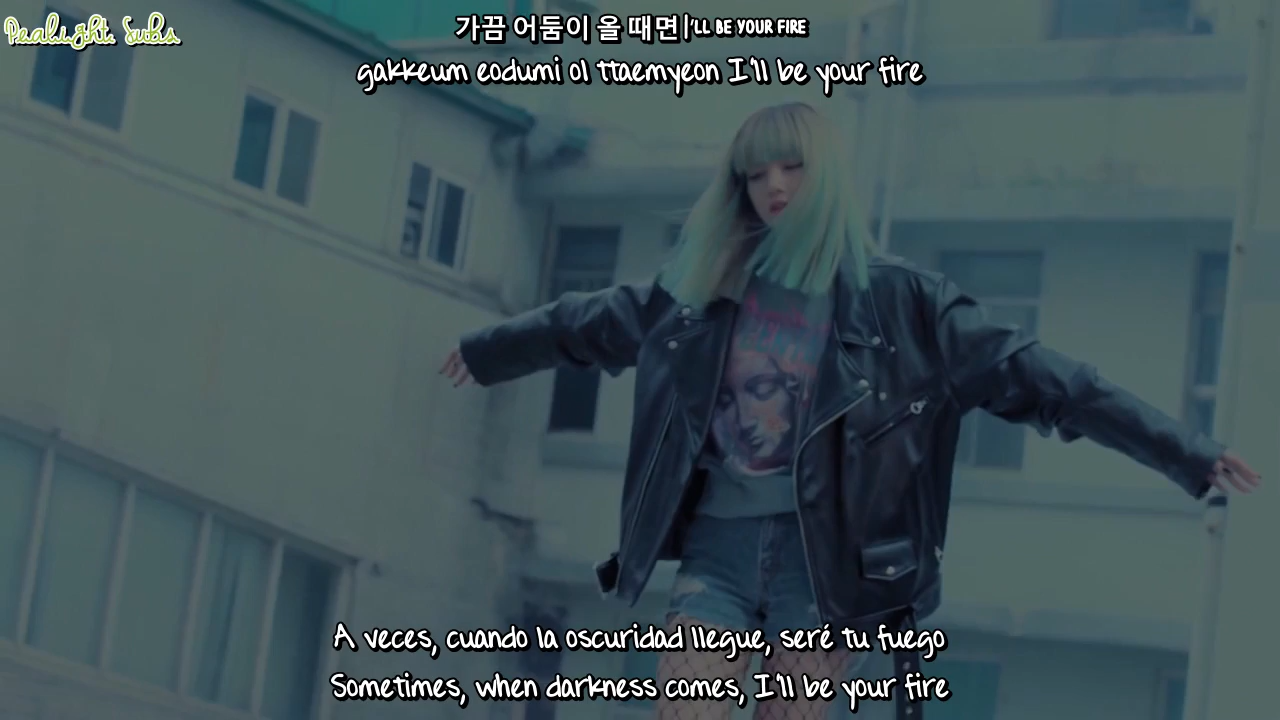 Pealight Subs
가끔 어둠이 올 때면 I'LL BE YOUR FIRE
gakkeum eodumi ol ttaemyeon I'll be your fire
A veces, cuando la oscuridad llegue, seré tu fuego
Sometimes, when darkness comes, I'll be your fire